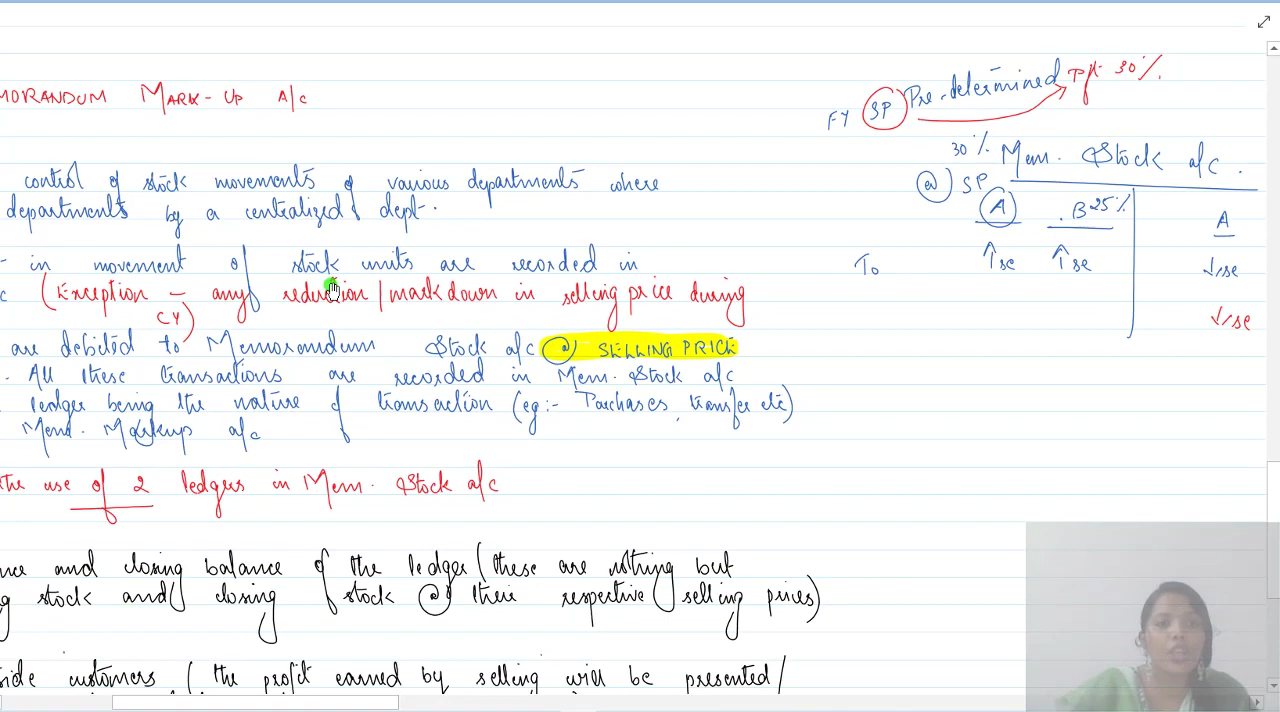 MORANDUM MARK-UP A/c
control of stock movements of various departments where
departments by a centralized dept.
- in movement of stock units are recorded in
c (Exception - any reduction / markdown in selling price during
CY)
are debited to Memorandum Stock a/c @ SELLING PRICE
. All these transactions are recorded in Mem. Stock a/c
ledger being the nature of transaction (eg:- Purchases, transfer etc)
Mem. Markup a/c
the use of 2 ledgers in Mem. Stock a/c
nce and closing balance of the ledger (these are nothing but
g stock and closing stock @ there respective selling prices)
side customers ( the profit earned by selling will be presented/
FY SP Pre-determined Pft 30%
30% Mem. Stock a/c.
@ SP
A B 25% A
To ↑se ↑se ↓se
↓se